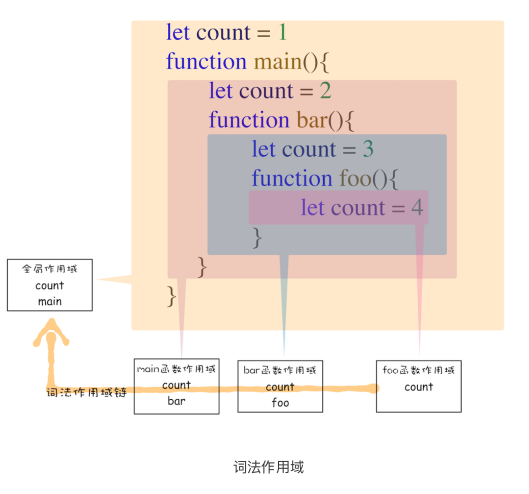 let count = 1
function main(){
let count = 2
function bar(){
let count = 3
function foo(){
let count = 4
}
}
}
全局作用域
count
main
main函数作用域
count
bar
bar函数作用域
count
foo
foo函数作用域
count
词法作用域链
词法作用域